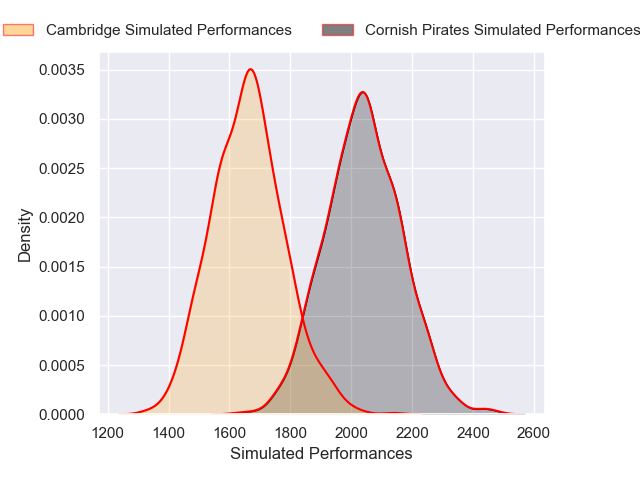 Cambridge Simulated Performances
Cornish Pirates Simulated Performances
0.0035
0.0030
0.0025
0.0020
0.0015
0.0010
0.0005
0.0000
Density
1200 1400 1600 1800 2000 2200 2400 2600
Simulated Performances